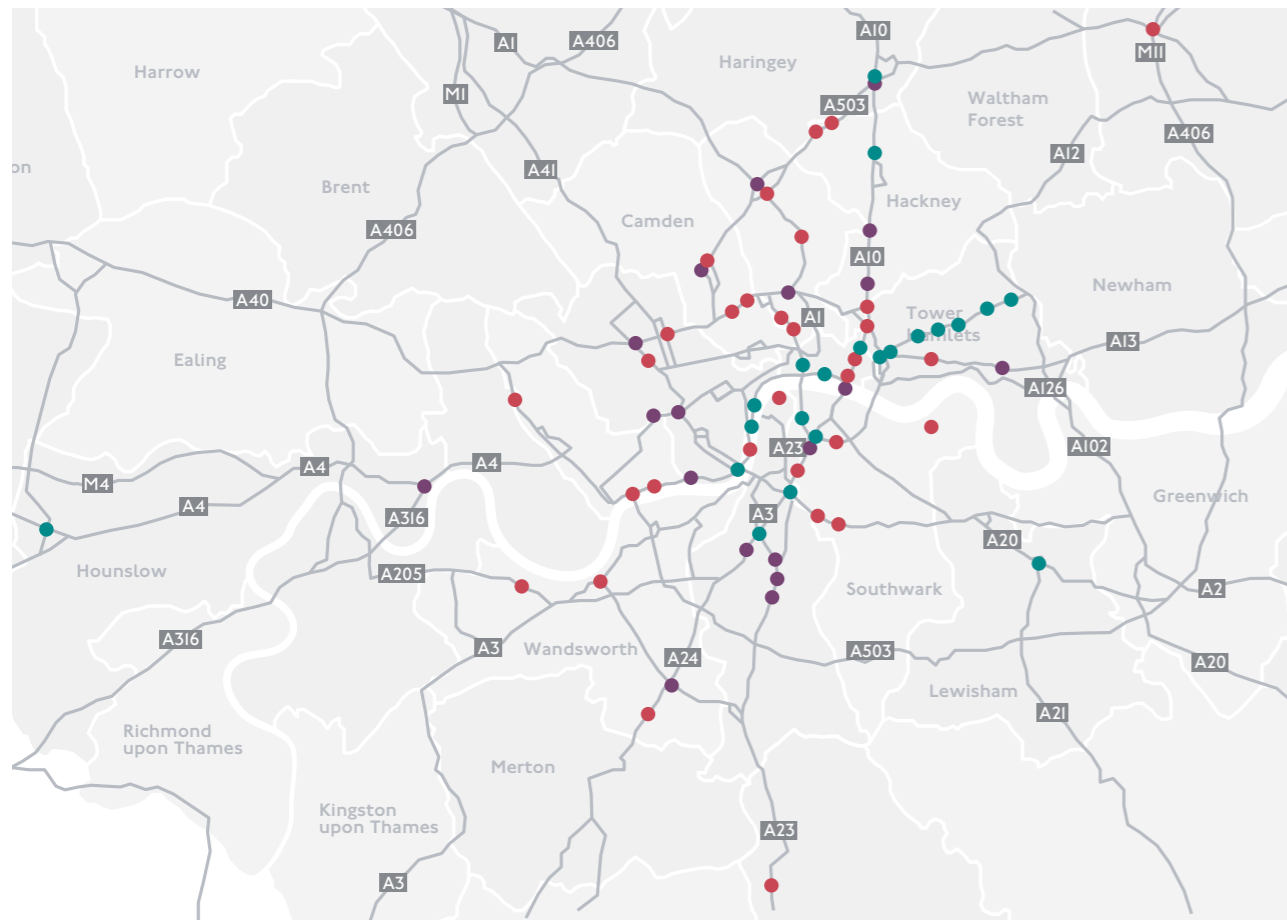 A10
A1
A406
Haringey
M11
Harrow
M1
A503
Waltham
Forest
A406
A12
on
A41
Brent
Hackney
Camden
A406
A10
Newham
A40
A1
Tower
Hamlets
A13
Ealing
A126
A23
A102
A4
A4
M4
Greenwich
A4
A316
A3
A20
Hounslow
A205
Southwark
A2
A316
A3
Wandsworth
A24
A503
A20
Lewisham
A21
Richmond
upon Thames
Merton
Kingston
upon Thames
A23
A3